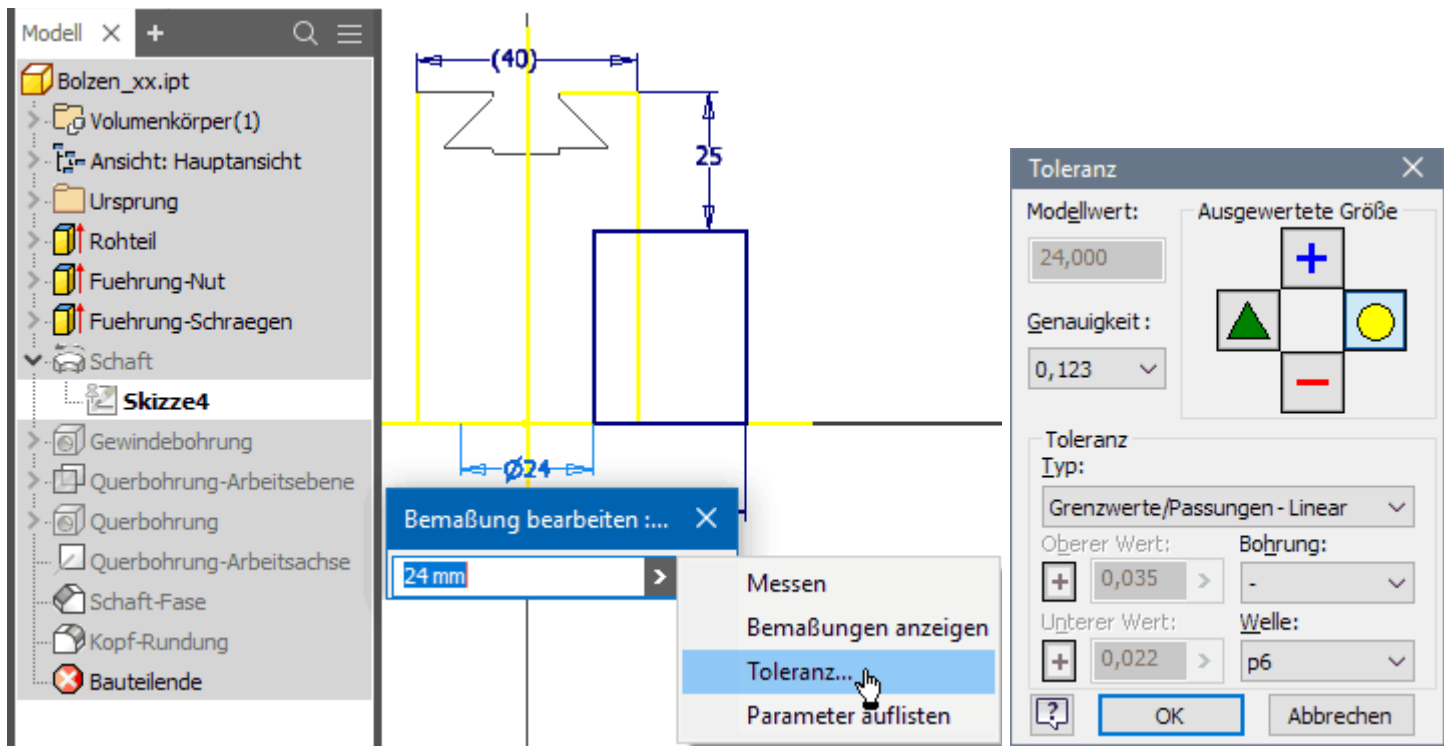 Modell
Bolzen_xx.ipt
Volumenkörper(1)
Ansicht: Hauptansicht
Ursprung
Rohteil
Fuehrung-Nut
Fuehrung-Schraegen
Schaft
Skizze4
Gewindebohrung
Querbohrung-Arbeitsebene
Querbohrung
Querbohrung-Arbeitsachse
Schaft-Fase
Kopf-Rundung
Bauteilende
(40)
25
Ø24
Bemaßung bearbeiten :...
24 mm
Messen
Bemaßungen anzeigen
Toleranz...
Parameter auflisten
Toleranz
Modellwert:
Ausgewertete Größe
24,000
Genauigkeit :
0,123
Toleranz
Typ:
Grenzwerte/Passungen - Linear
Oberer Wert: Bohrung:
+ 0,035 > -
Unterer Wert: Welle:
+ 0,022 > p6
OK Abbrechen